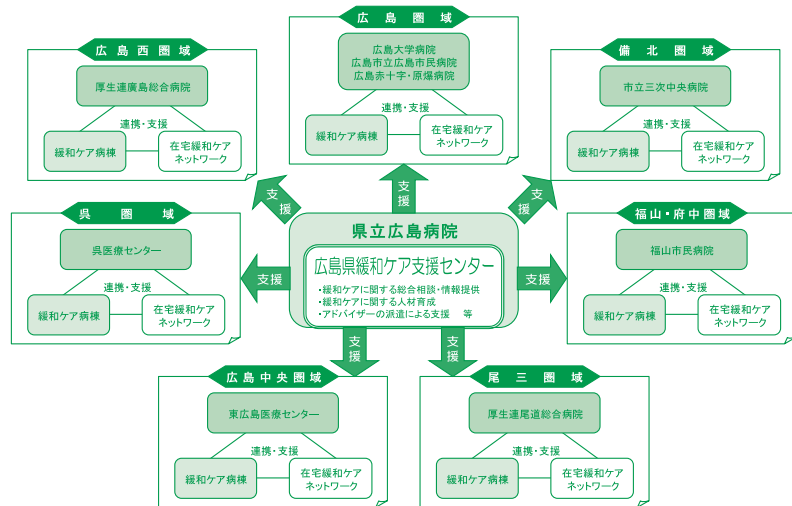 広島圏域
広島大学病院
広島市立広島市民病院
広島赤十字・原爆病院
連携・支援
緩和ケア病棟
在宅緩和ケア
ネットワーク
広島西圏域
厚生連廣島総合病院
連携・支援
緩和ケア病棟
在宅緩和ケア
ネットワーク
備北圏域
市立三次中央病院
連携・支援
緩和ケア病棟
在宅緩和ケア
ネットワーク
支援
支援
支援
呉圏域
呉医療センター
連携・支援
緩和ケア病棟
在宅緩和ケア
ネットワーク
支援
県立広島病院
広島県緩和ケア支援センター
・緩和ケアに関する総合相談・情報提供
・緩和ケアに関する人材育成
・アドバイザーの派遣による支援 等
支援
福山・府中圏域
福山市民病院
連携・支援
緩和ケア病棟
在宅緩和ケア
ネットワーク
支援
支援
広島中央圏域
東広島医療センター
連携・支援
緩和ケア病棟
在宅緩和ケア
ネットワーク
尾三圏域
厚生連尾道総合病院
連携・支援
緩和ケア病棟
在宅緩和ケア
ネットワーク